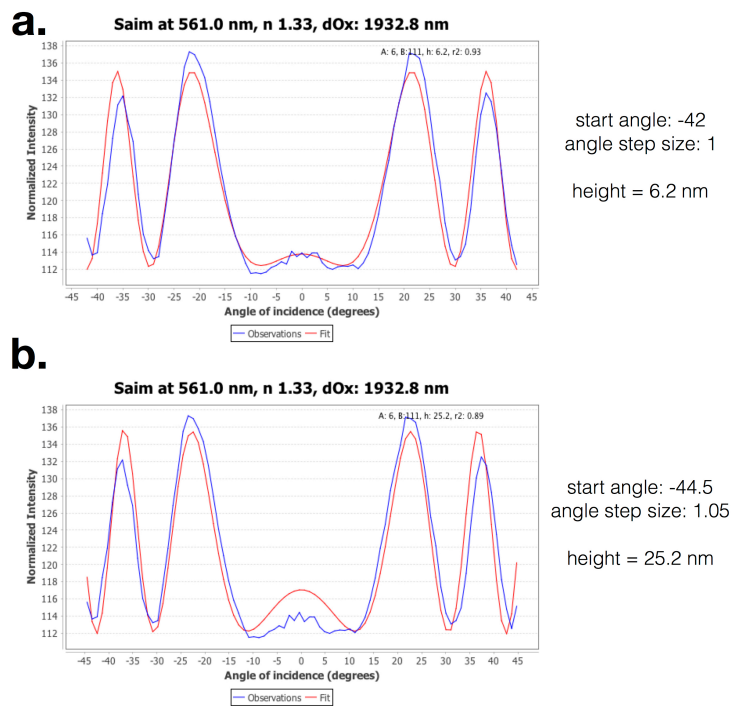 a.
Saim at 561.0 nm, n 1.33, dOx: 1932.8 nm
A: 6, B:111, h: 6.2, r2: 0.93
138
136
134
132
130
128
126
124
122
120
118
116
114
112
Normalized Intensity
-45 -40 -35 -30 -25 -20 -15 -10 -5 0 5 10 15 20 25 30 35 40 45
Angle of incidence (degrees)
Observations Fit
start angle: -42
angle step size: 1
height = 6.2 nm
b.
Saim at 561.0 nm, n 1.33, dOx: 1932.8 nm
A: 6, B:111, h: 25.2, r2: 0.89
138
136
134
132
130
128
126
124
122
120
118
116
114
112
Normalized Intensity
-45 -40 -35 -30 -25 -20 -15 -10 -5 0 5 10 15 20 25 30 35 40 45
Angle of incidence (degrees)
Observations Fit
start angle: -44.5
angle step size: 1.05
height = 25.2 nm